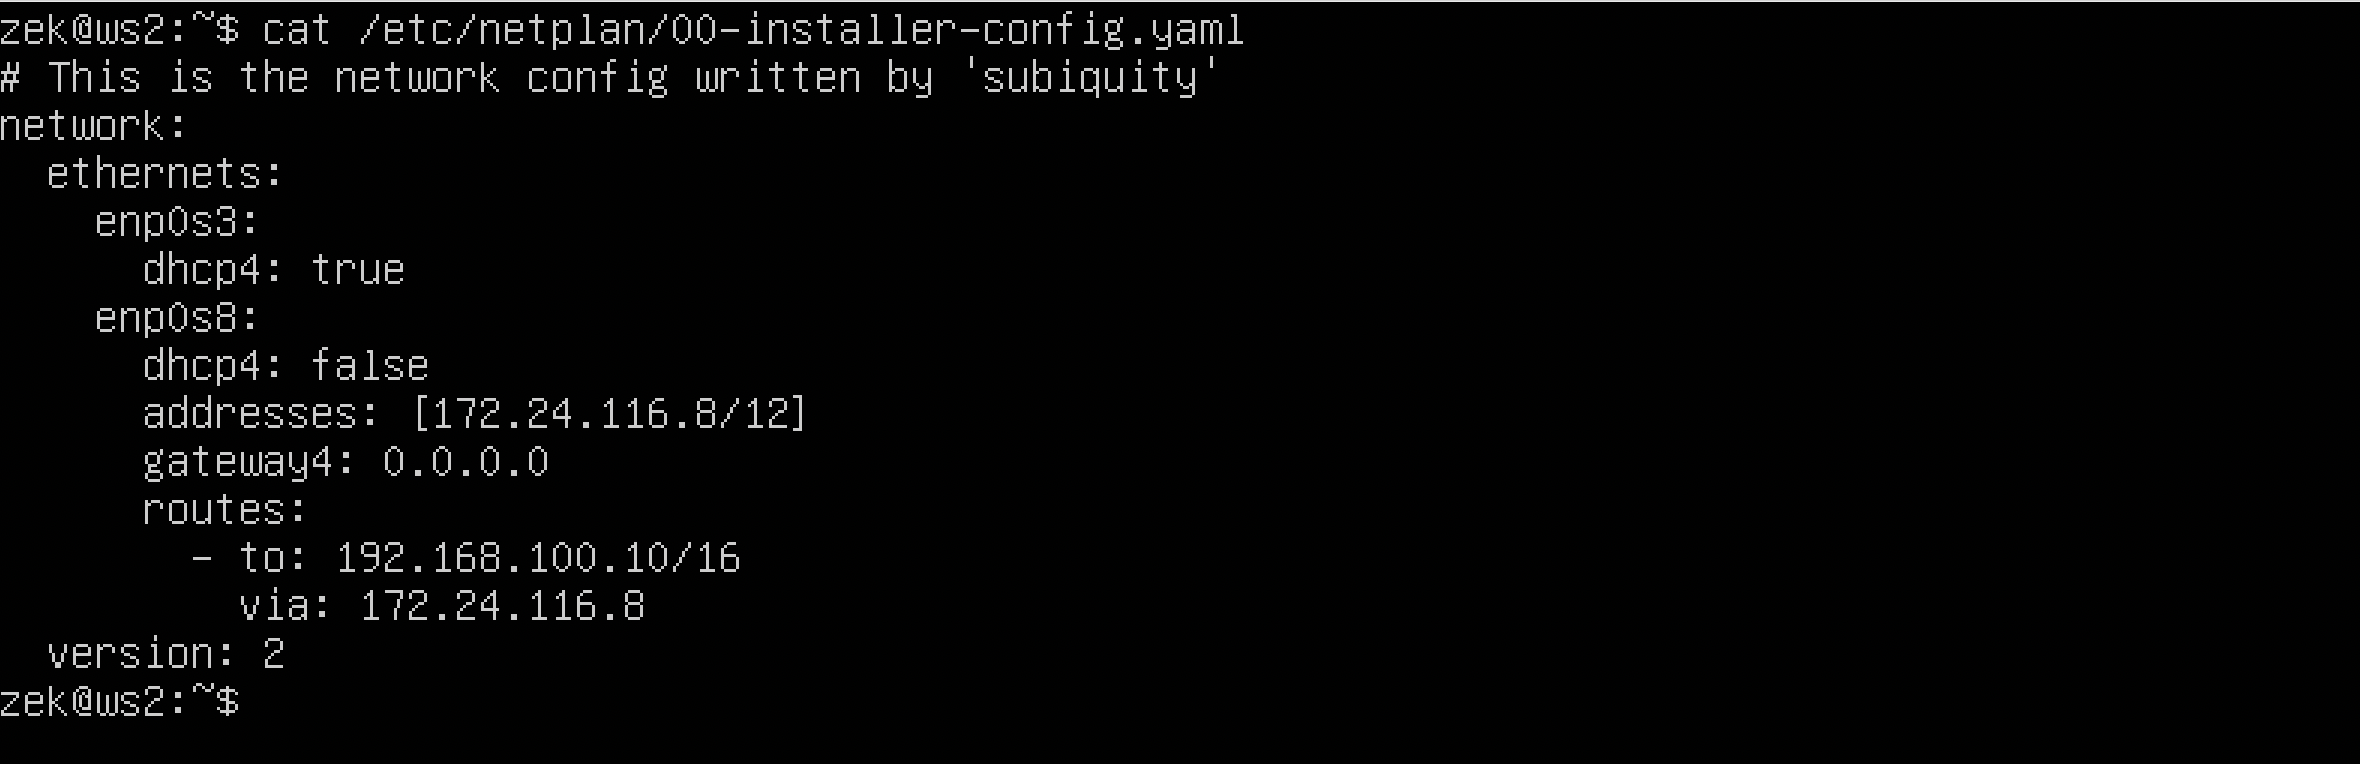 zek@ws2:~$ cat /etc/netplan/00-installer-config.yaml
# This is the network config written by 'subiquity'
network:
  ethernets:
    enp0s3:
      dhcp4: true
    enp0s8:
      dhcp4: false
      addresses: [172.24.116.8/12]
      gateway4: 0.0.0.0
      routes:
        - to: 192.168.100.10/16
          via: 172.24.116.8
  version: 2
zek@ws2:~$